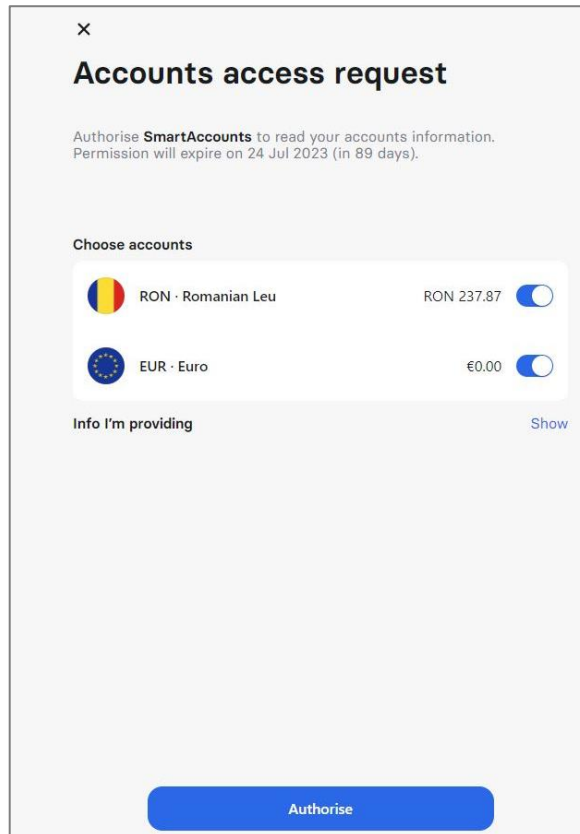 Accounts access request
Authorise SmartAccounts to read your accounts information.
Permission will expire on 24 Jul 2023 (in 89 days).
Choose accounts
RON · Romanian Leu RON 237.87
EUR · Euro €0.00
Info I'm providing Show
Authorise